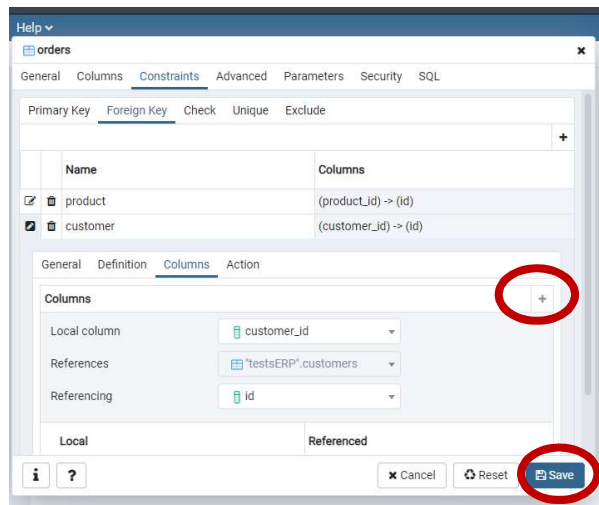 Help
orders
General Columns Constraints Advanced Parameters Security SQL
Primary Key Foreign Key Check Unique Exclude
Name Columns
product (product_id) -> (id)
customer (customer_id) -> (id)
General Definition Columns Action
Columns
Local column customer_id
References "testsERP".customers
Referencing id
Local Referenced
i ? Cancel Reset Save